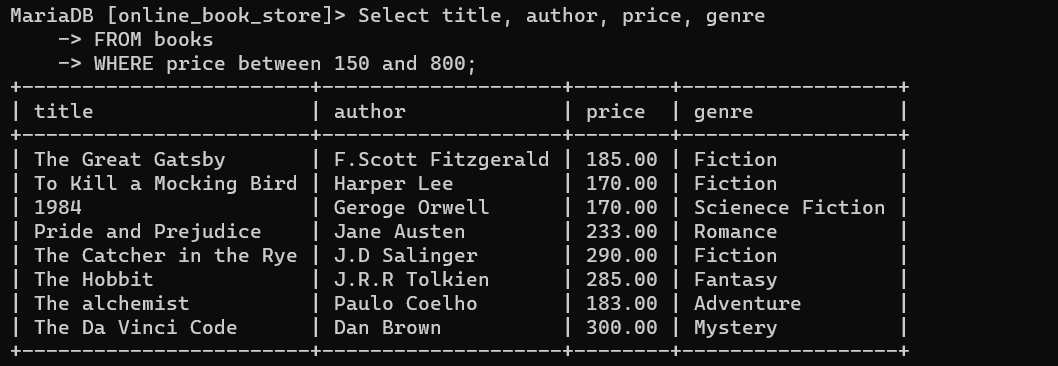 MariaDB [online_book_store]> Select title, author, price, genre
    -> FROM books
    -> WHERE price between 150 and 800;
+------------------------+--------------------+--------+------------------+
| title                  | author             | price  | genre            |
+------------------------+--------------------+--------+------------------+
| The Great Gatsby       | F.Scott Fitzgerald | 185.00 | Fiction          |
| To Kill a Mocking Bird | Harper Lee         | 170.00 | Fiction          |
| 1984                   | Geroge Orwell      | 170.00 | Scienece Fiction |
| Pride and Prejudice    | Jane Austen        | 233.00 | Romance          |
| The Catcher in the Rye | J.D Salinger       | 290.00 | Fiction          |
| The Hobbit             | J.R.R Tolkien      | 285.00 | Fantasy          |
| The alchemist          | Paulo Coelho       | 183.00 | Adventure        |
| The Da Vinci Code      | Dan Brown          | 300.00 | Mystery          |
+------------------------+--------------------+--------+------------------+